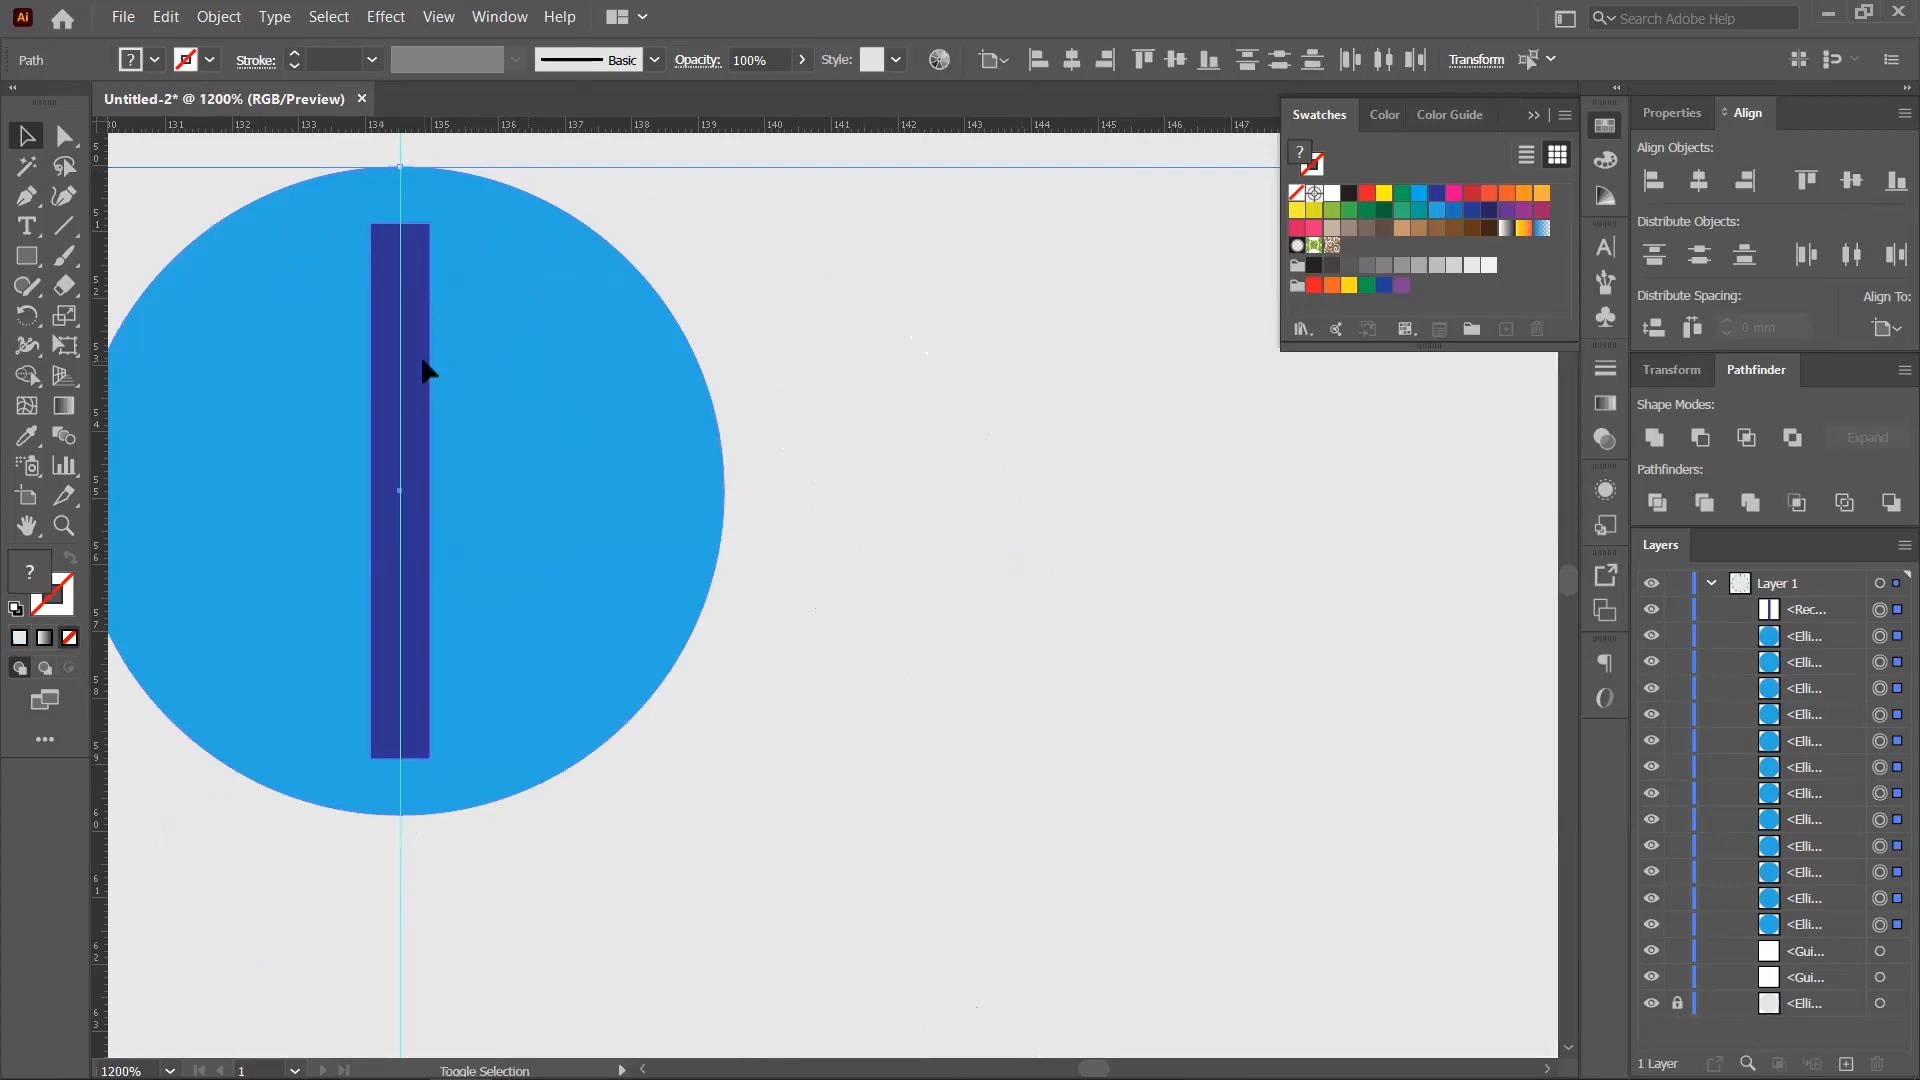 Ai File Edit Object Type Select Effect View Window Help Search Adobe Help
Path ? Stroke: Basic Opacity: 100% Style: Transform
Untitled-2* @ 1200% (RGB/Preview)
131 132 133 134 135 136 137 138 139 140 141 142 143 144 145 146 147
Swatches Color Color Guide
?
Properties Align
Align Objects:
Distribute Objects:
Distribute Spacing: Align To:
0 mm
Transform Pathfinder
Shape Modes:
Expand
Pathfinders:
Layers
Layer 1
<Rec...
<Elli...
<Elli...
<Elli...
<Elli...
<Elli...
<Elli...
<Elli...
<Elli...
<Elli...
<Elli...
<Elli...
<Elli...
<Gui...
<Gui...
<Elli...
1 Layer
?
1200% 1 Toggle Selection